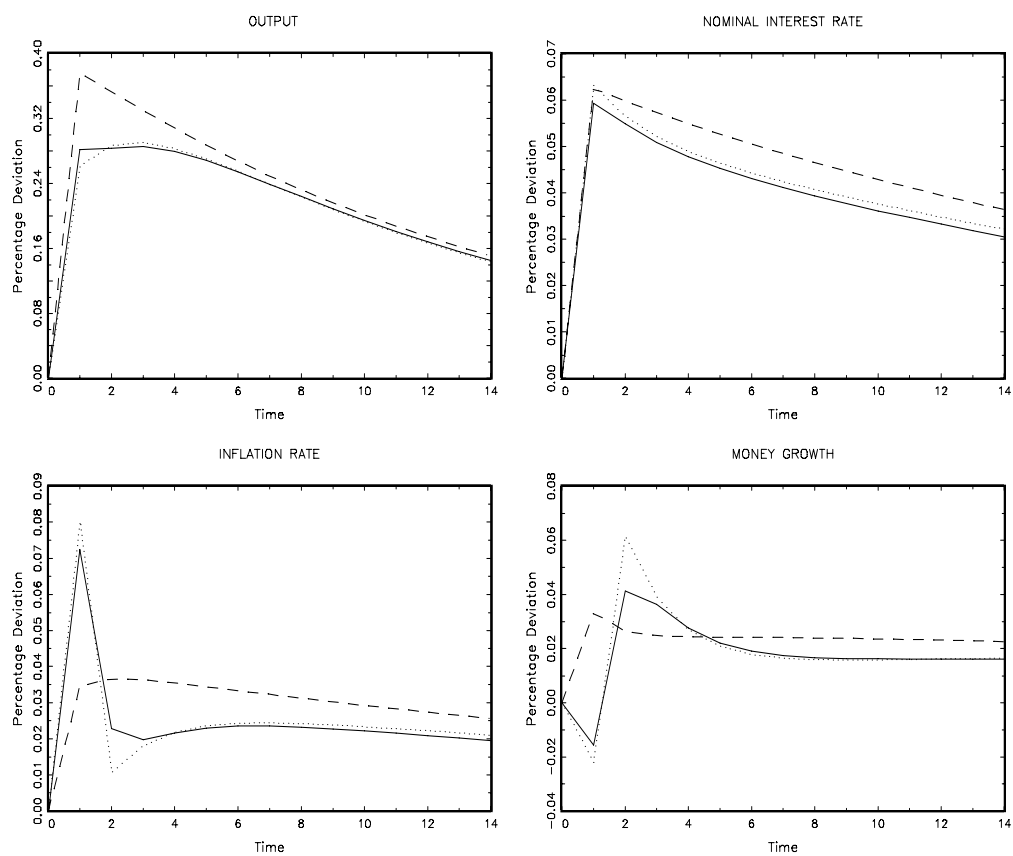 OUTPUT
Percentage Deviation
0.00 0.08 0.16 0.24 0.32 0.40
0 2 4 6 8 10 12 14
Time
NOMINAL INTEREST RATE
Percentage Deviation
0.00 0.01 0.02 0.03 0.04 0.05 0.06 0.07
0 2 4 6 8 10 12 14
Time
INFLATION RATE
Percentage Deviation
0.00 0.01 0.02 0.03 0.04 0.05 0.06 0.07 0.08 0.09
0 2 4 6 8 10 12 14
Time
MONEY GROWTH
Percentage Deviation
-0.04 -0.02 0.00 0.02 0.04 0.06 0.08
0 2 4 6 8 10 12 14
Time